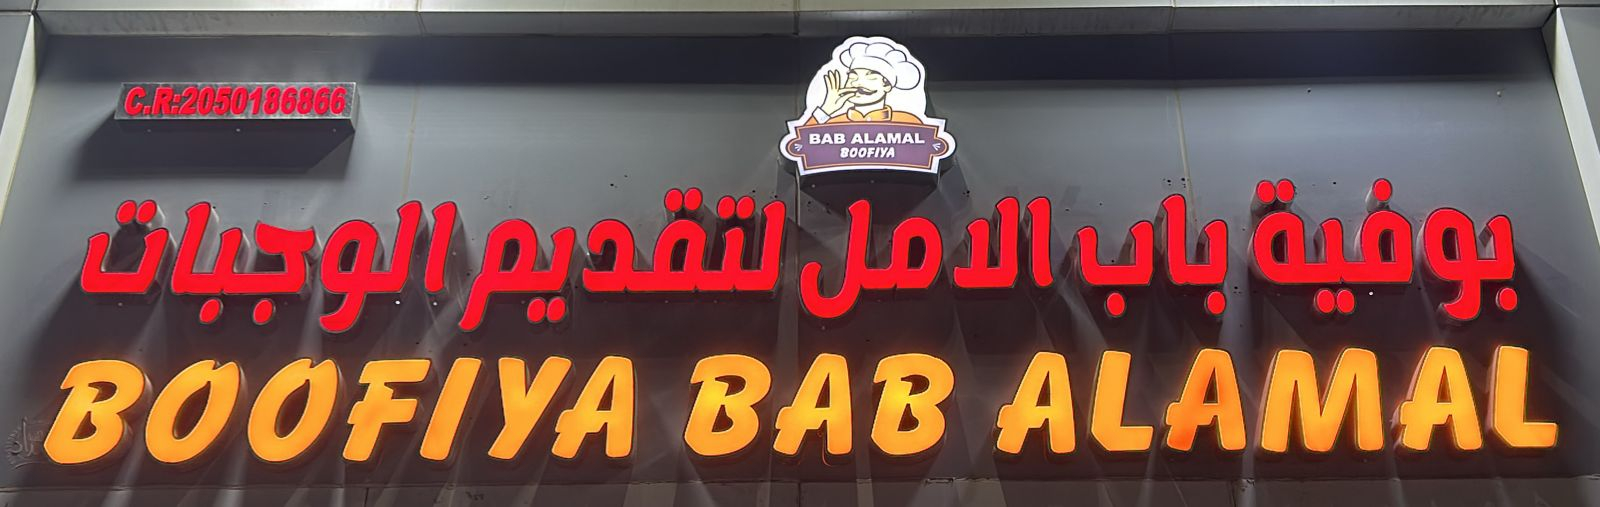 C.R:2050186866
BAB ALAMAL
BOOFIYA
بوفية باب الامل لتقديم الوجبات
BOOFIYA BAB ALAMAL